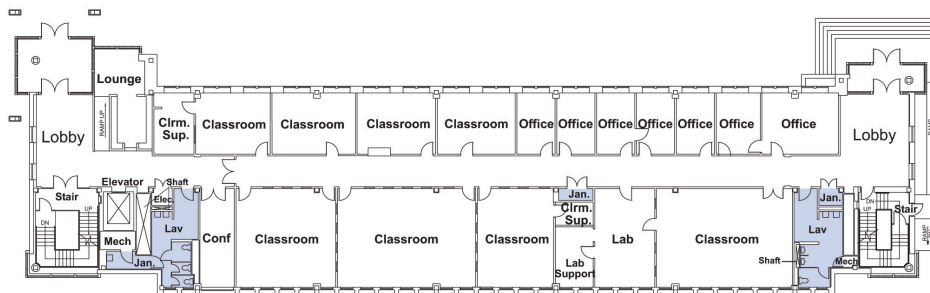 Lounge
RAMP UP
Lobby
Clrm.
Sup.
Classroom
Classroom
Classroom
Classroom
Office
Office
Office
Office
Office
Office
Office
Lobby
RAMP
Stair
Elevator
Shaft
Elec.
UP
DN
Mech
Lav
Jan.
Conf
Classroom
Classroom
Classroom
Jan.
Clrm.
Sup.
Lab
Support
Lab
Classroom
Shaft
Lav
Jan.
Mech
UP
DN
Stair
RAMP